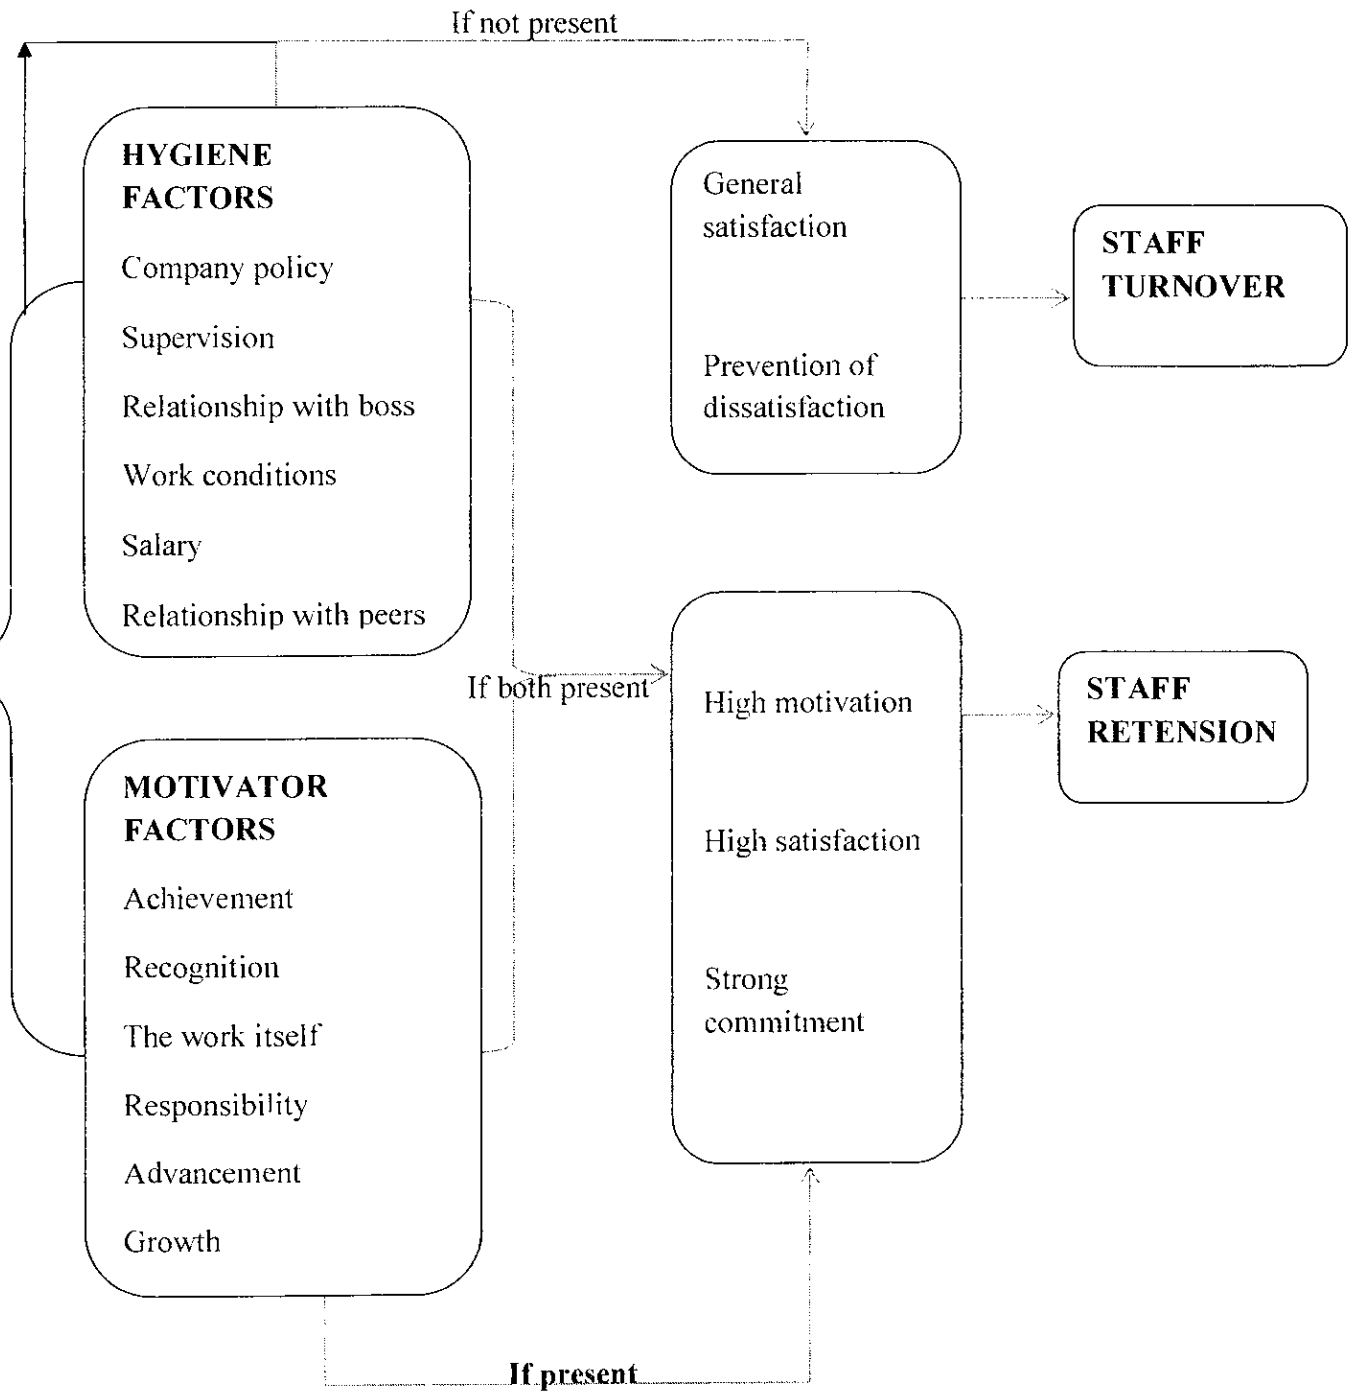 If not present
HYGIENE
FACTORS
Company policy
Supervision
Relationship with boss
Work conditions
Salary
Relationship with peers
General
satisfaction
Prevention of
dissatisfaction
STAFF
TURNOVER
If both present
MOTIVATOR
FACTORS
Achievement
Recognition
The work itself
Responsibility
Advancement
Growth
High motivation
High satisfaction
Strong
commitment
STAFF
RETENSION
If present